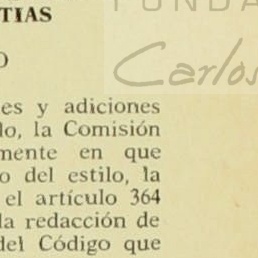 TIAS
FUNDA
O
Carlos
es y adiciones
lo, la Comisión
mente en que
o del estilo, la
el artículo 364
la redacción de
del Código que